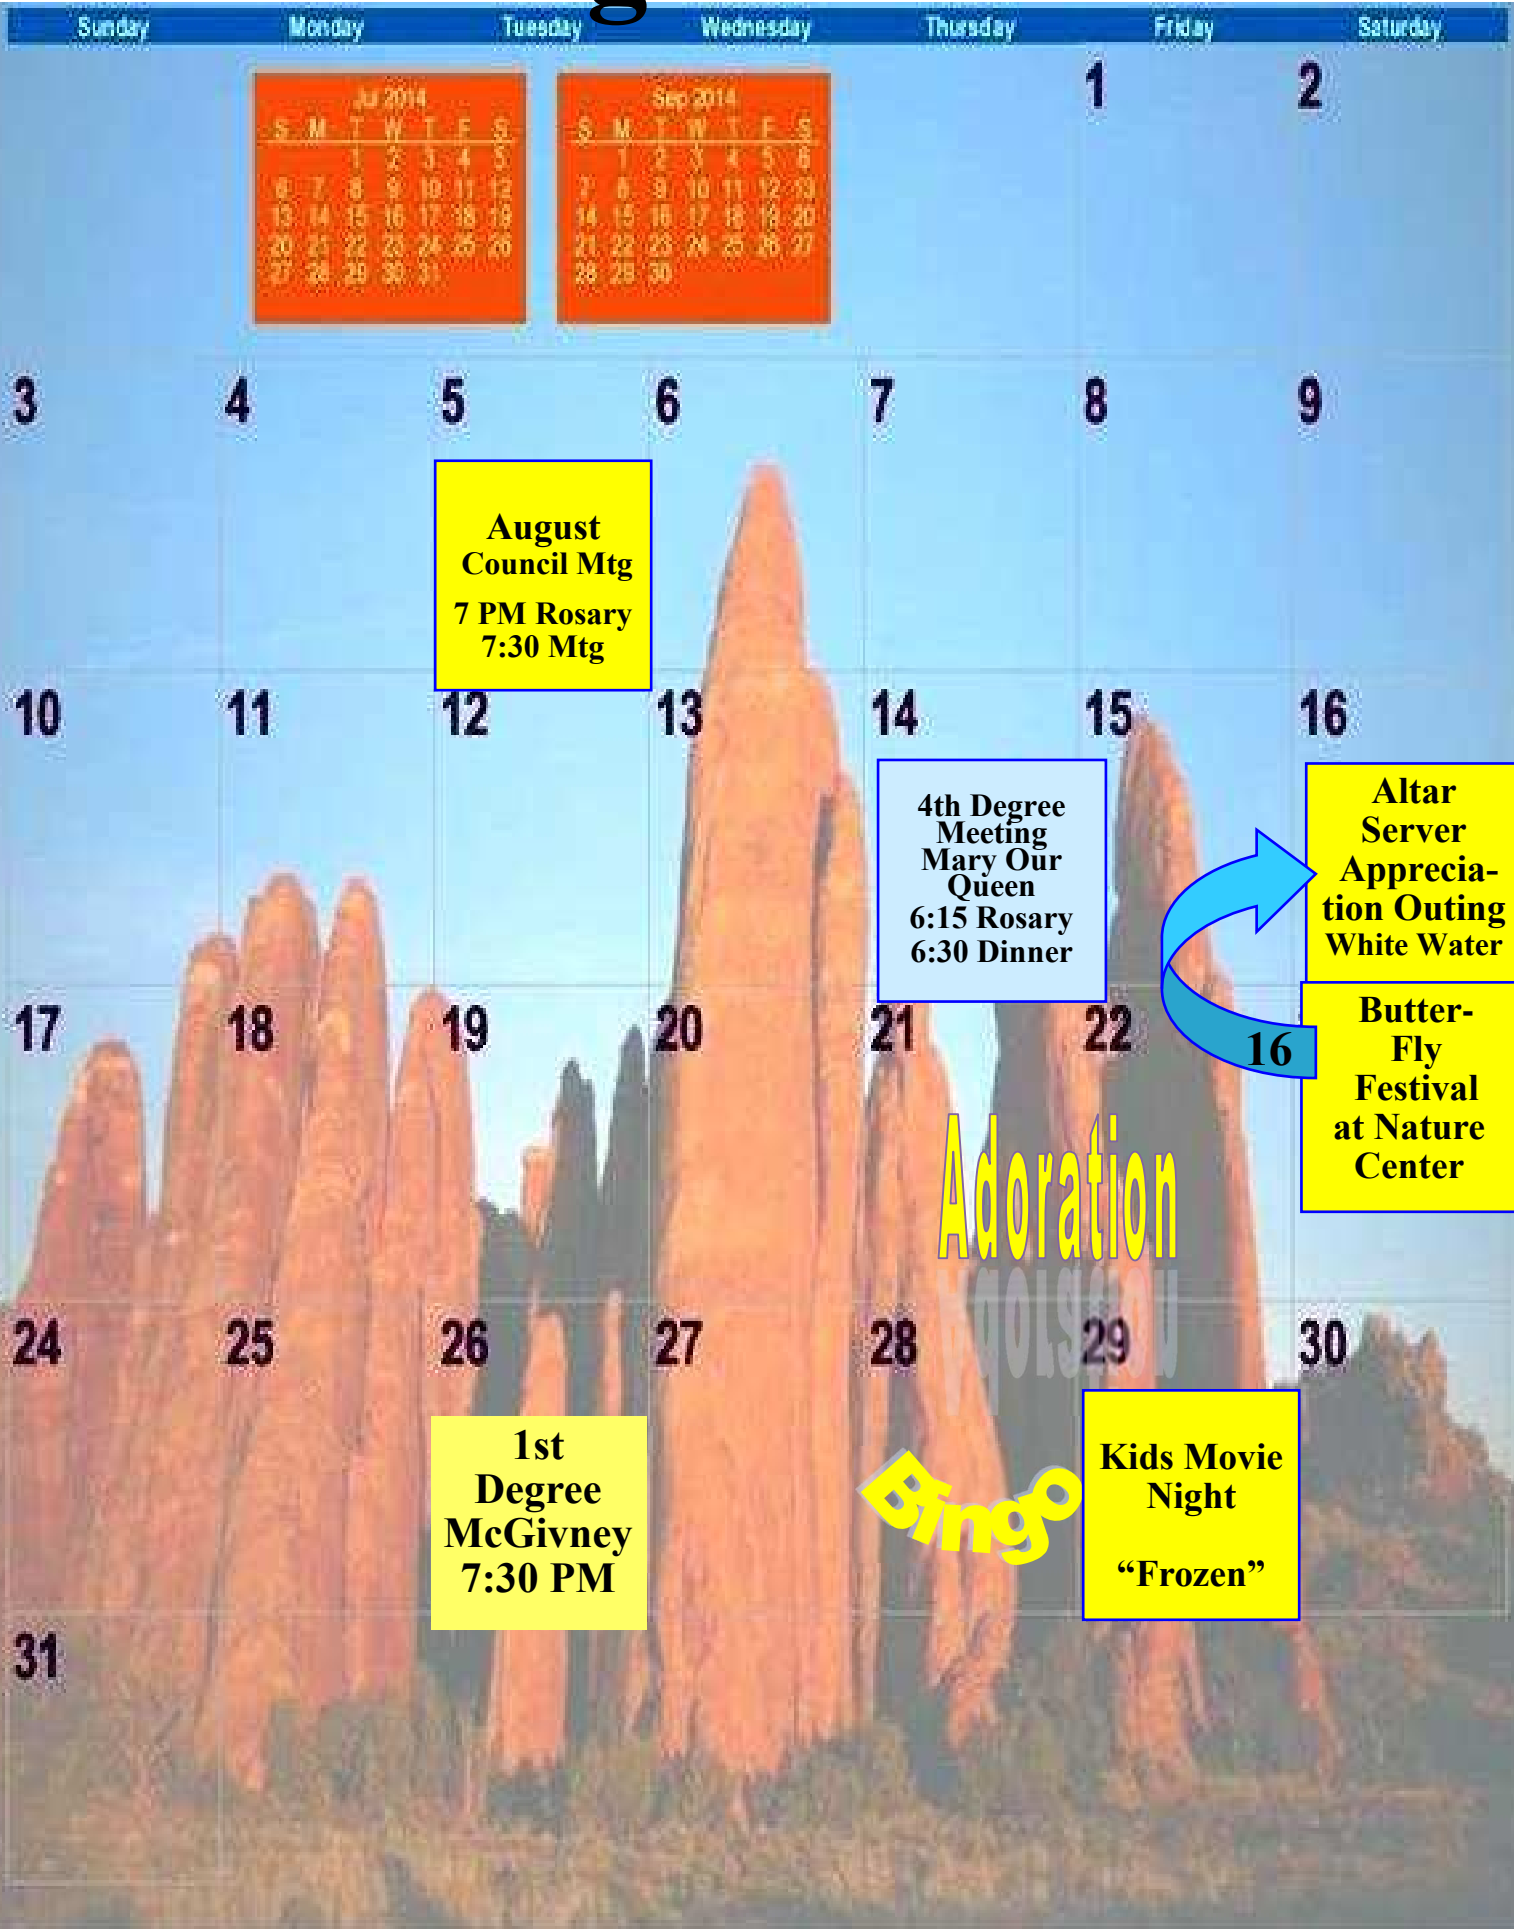 g
Sunday Monday Tuesday Wednesday Thursday Friday Saturday
Jul 2014
S M T W T F S
1 2 3 4 5
6 7 8 9 10 11 12
13 14 15 16 17 18 19
20 21 22 23 24 25 26
27 28 29 30 31
Sep 2014
S M T W T F S
1 2 3 4 5 6
7 8 9 10 11 12 13
14 15 16 17 18 19 20
21 22 23 24 25 26 27
28 29 30
1 2
3 4 5 6 7 8 9
August
Council Mtg
7 PM Rosary
7:30 Mtg
10 11 12 13 14 15 16
4th Degree
Meeting
Mary Our
Queen
6:15 Rosary
6:30 Dinner
Altar
Server
Apprecia-
tion Outing
White Water
17 18 19 20 21 22
16
Butter-
Fly
Festival
at Nature
Center
Adoration
24 25 26 27 28 29 30
1st
Degree
McGivney
7:30 PM
Bingo
Kids Movie
Night
“Frozen”
31